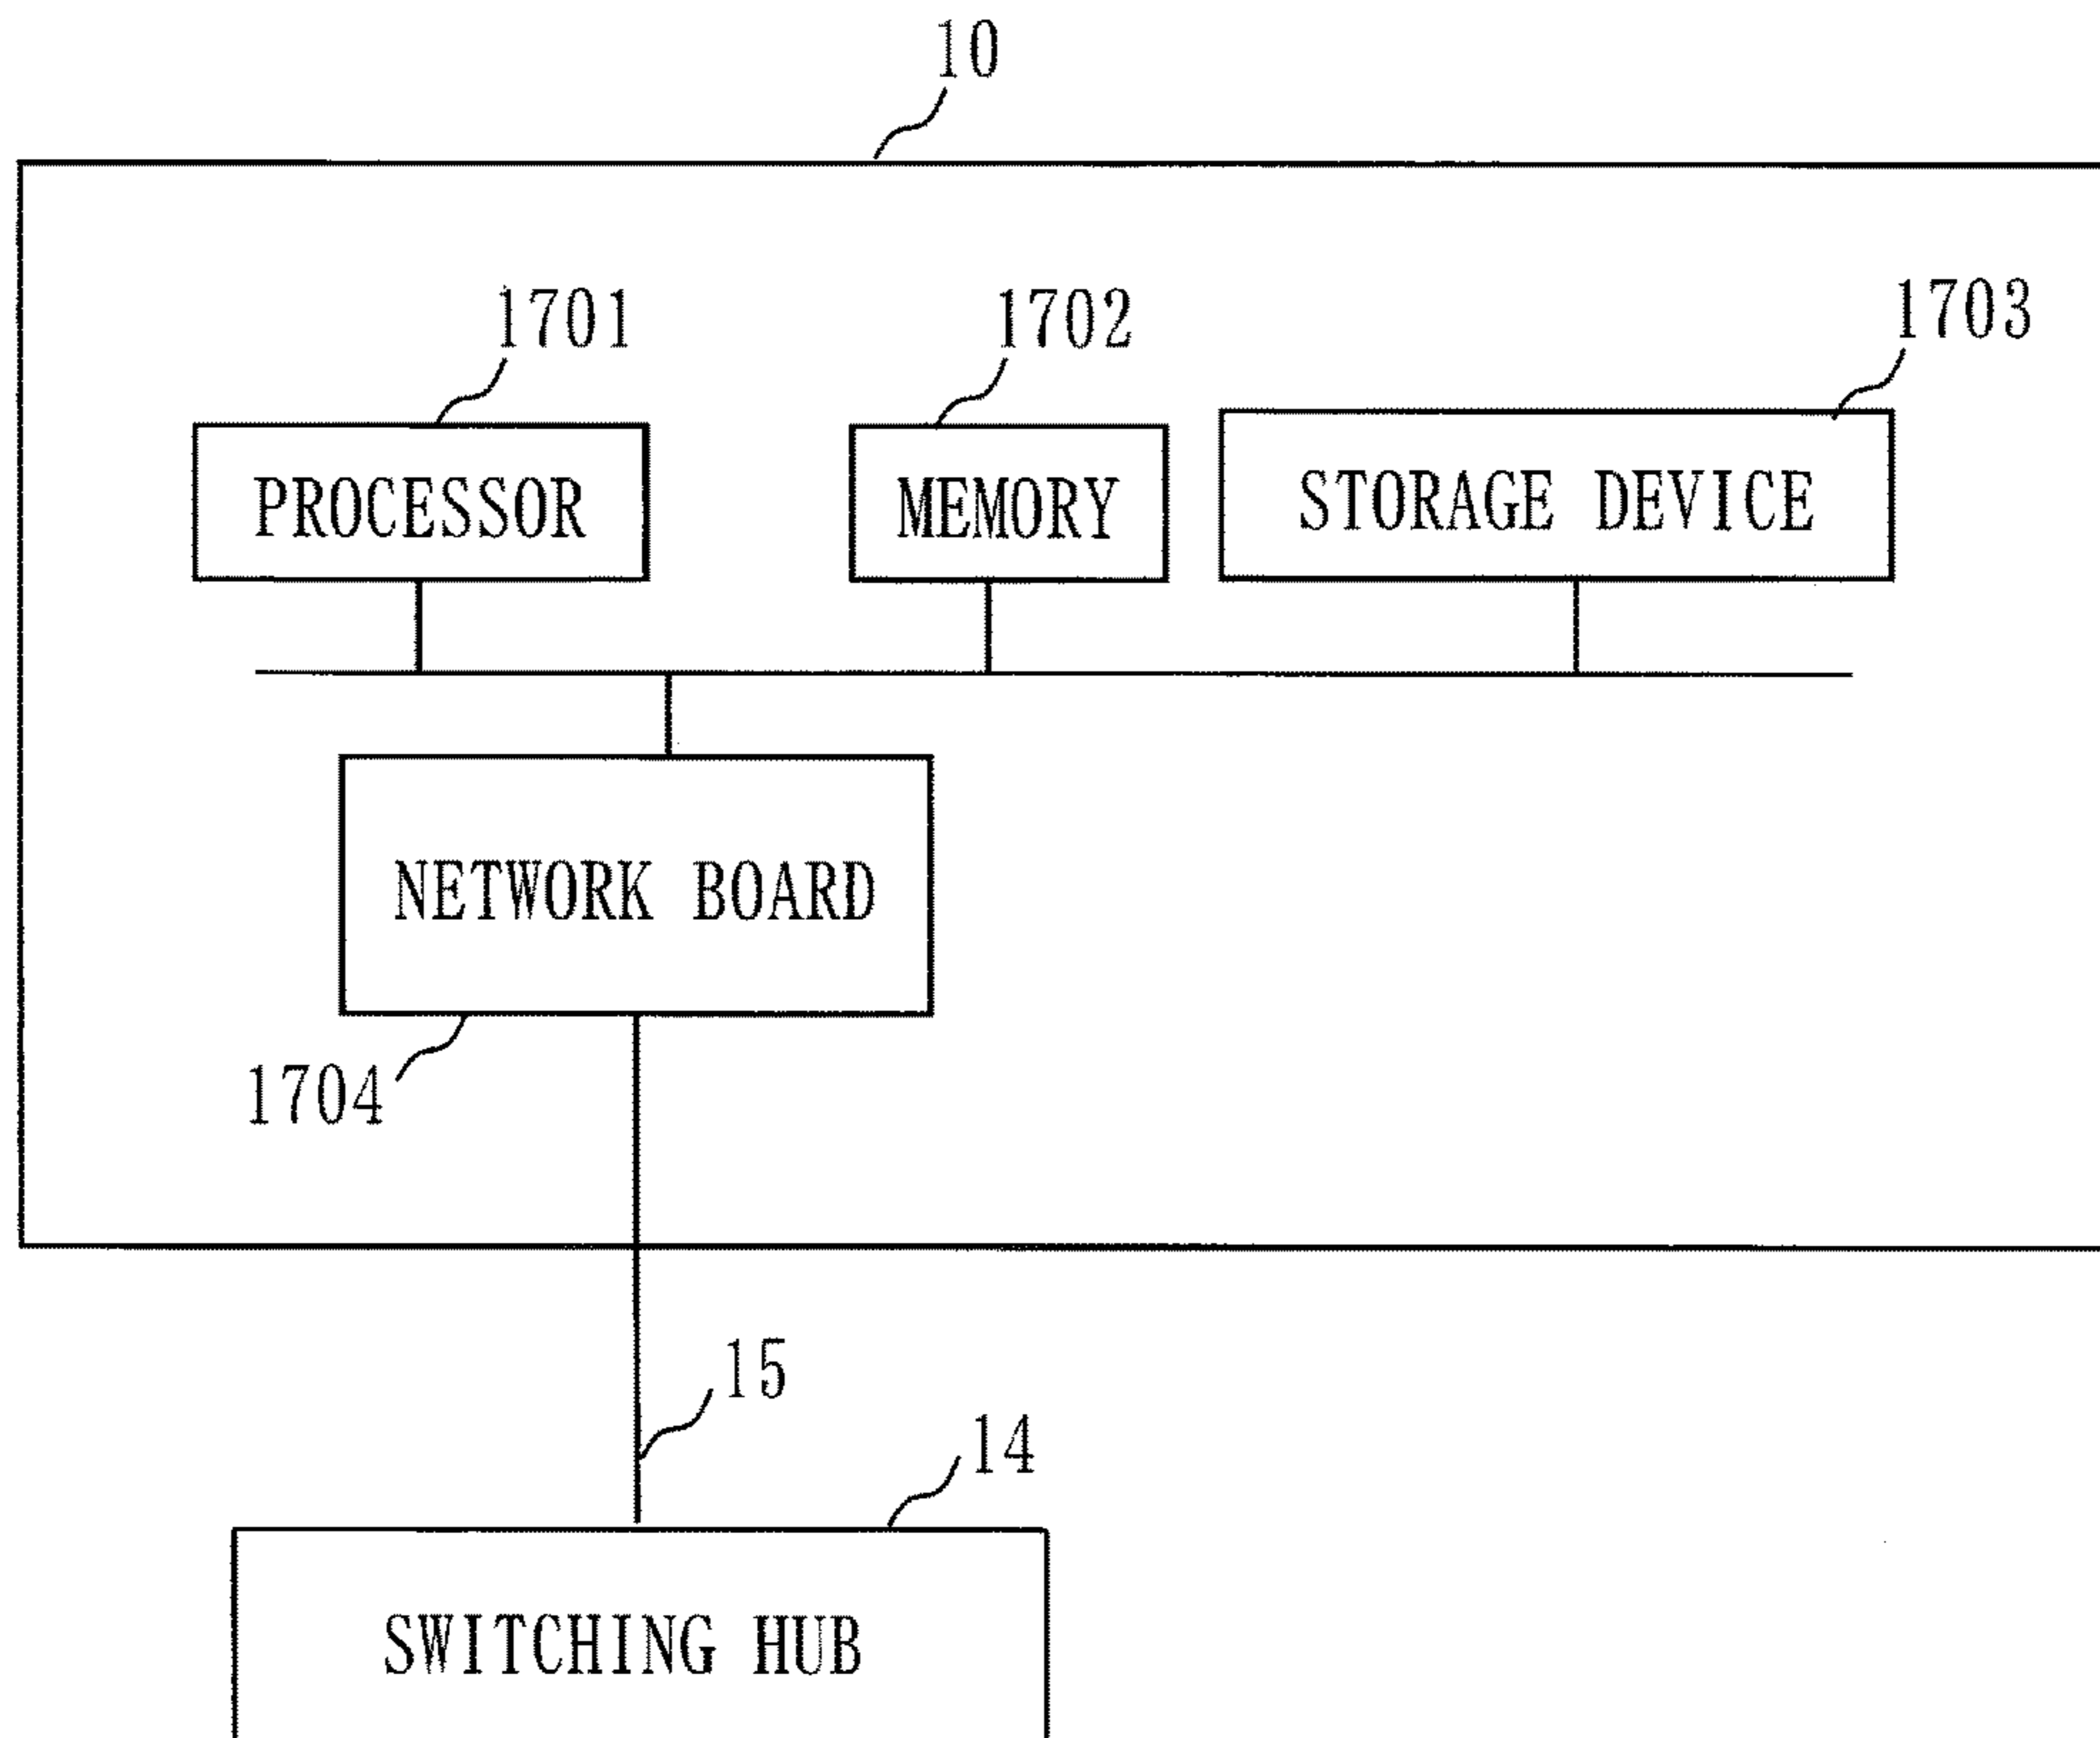 10
1701
1702
1703
PROCESSOR
MEMORY
STORAGE DEVICE
NETWORK BOARD
1704
15
14
SWITCHING HUB